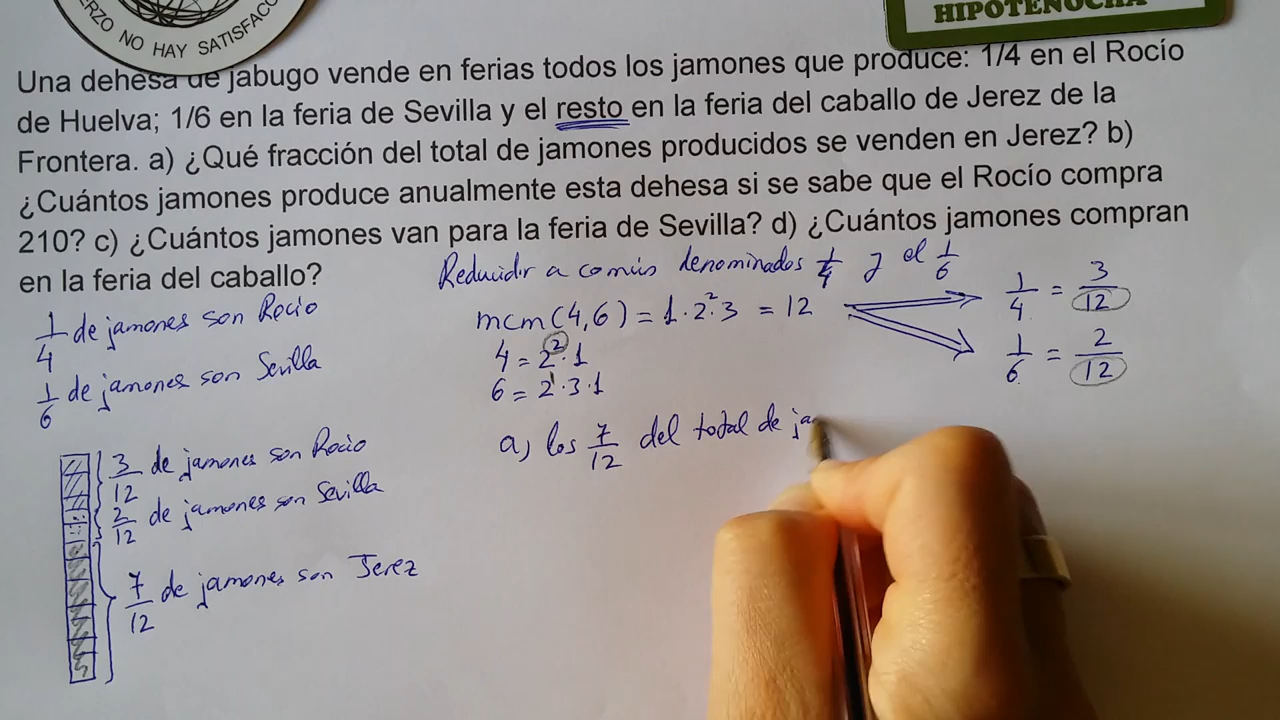 ERZO NO HAY SATISFACC
HIPOTENOCHA
Una dehesa de jabugo vende en ferias todos los jamones que produce: 1/4 en el Rocío
de Huelva; 1/6 en la feria de Sevilla y el resto en la feria del caballo de Jerez de la
Frontera. a) ¿Qué fracción del total de jamones producidos se venden en Jerez? b)
¿Cuántos jamones produce anualmente esta dehesa si se sabe que el Rocío compra
210? c) ¿Cuántos jamones van para la feria de Sevilla? d) ¿Cuántos jamones compran
en la feria del caballo?
Reducidr a común denominador 1/4 y el 1/6
1/4 de jamones son Rocio
1/6 de jamones son Sevilla
mcm(4,6) = 1·2²·3 = 12
4 = 2²·1
6 = 2¹·3·1
1/4 = 3/12
1/6 = 2/12
a) los 7/12 del total de ja
3/12 de jamones son Rocio
2/12 de jamones son Sevilla
7/12 de jamones son Jerez